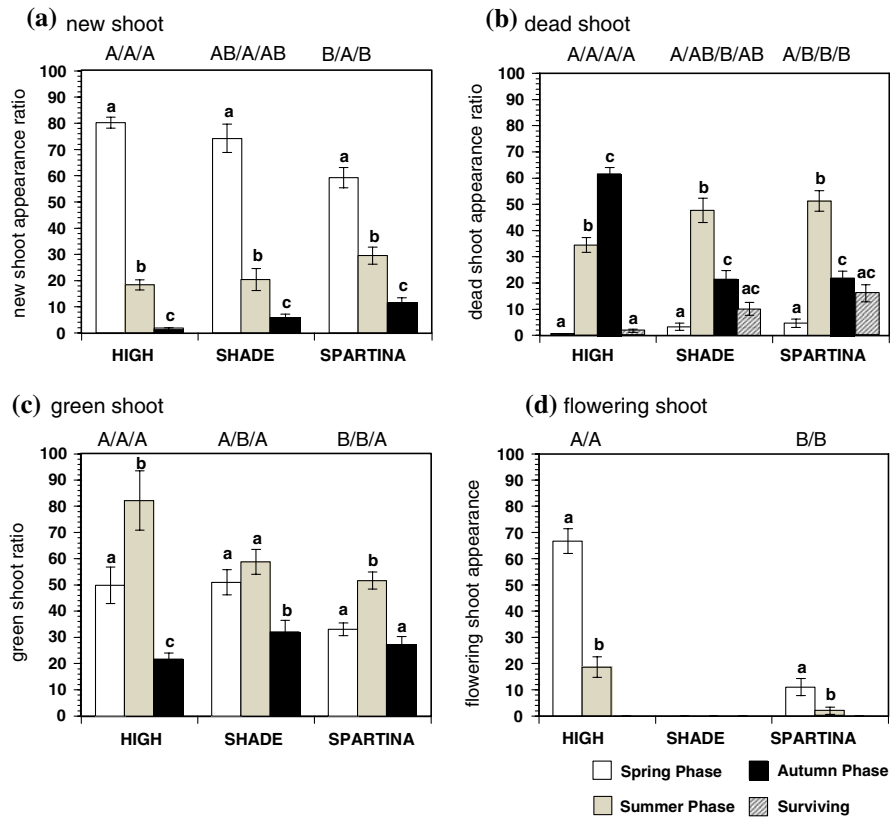 (a) new shoot
A/A/A AB/A/AB B/A/B
new shoot appearance ratio
100
90
80
70
60
50
40
30
20
10
0
a b c a b c a b c
HIGH SHADE SPARTINA
(b) dead shoot
A/A/A/A A/AB/B/AB A/B/B/B
dead shoot appearance ratio
100
90
80
70
60
50
40
30
20
10
0
a b c a a b c ac a b c ac
HIGH SHADE SPARTINA
(c) green shoot
A/A/A A/B/A B/B/A
green shoot ratio
100
90
80
70
60
50
40
30
20
10
0
a b c a a b a b a
HIGH SHADE SPARTINA
(d) flowering shoot
A/A B/B
flowering shoot appearance
100
90
80
70
60
50
40
30
20
10
0
a b a b
HIGH SHADE SPARTINA
Spring Phase Autumn Phase
Summer Phase Surviving